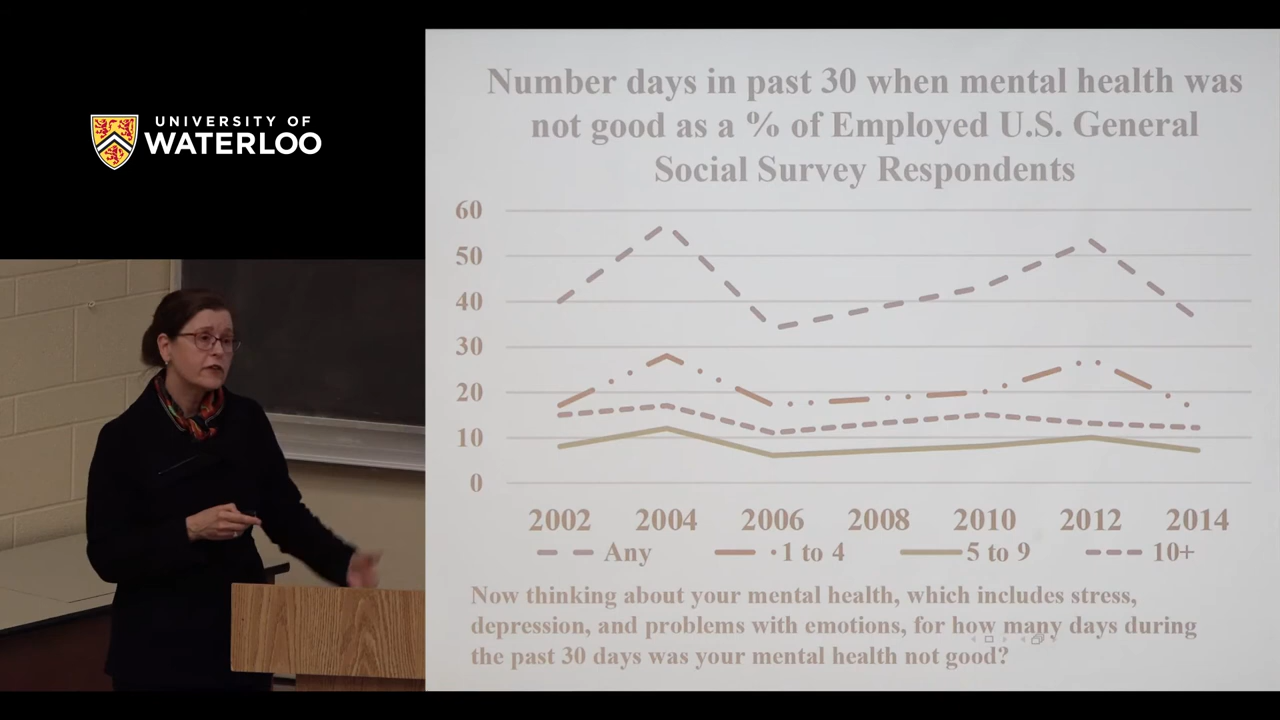 UNIVERSITY OF
WATERLOO
Number days in past 30 when mental health was
not good as a % of Employed U.S. General
Social Survey Respondents
60
50
40
30
20
10
0
2002 2004 2006 2008 2010 2012 2014
Any 1 to 4 5 to 9 10+
Now thinking about your mental health, which includes stress,
depression, and problems with emotions, for how many days during
the past 30 days was your mental health not good?